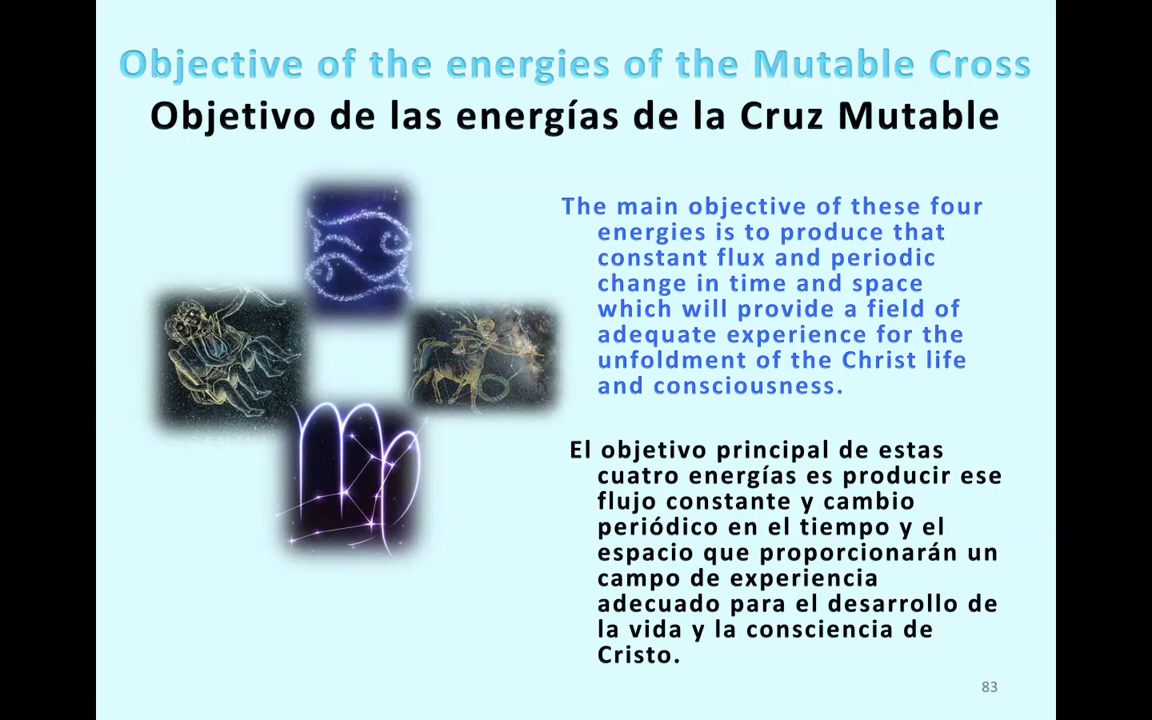 Objective of the energies of the Mutable Cross
Objetivo de las energías de la Cruz Mutable
The main objective of these four
energies is to produce that
constant flux and periodic
change in time and space
which will provide a field of
adequate experience for the
unfoldment of the Christ life
and consciousness.
El objetivo principal de estas
cuatro energías es producir ese
flujo constante y cambio
periódico en el tiempo y el
espacio que proporcionarán un
campo de experiencia
adecuado para el desarrollo de
la vida y la consciencia de
Cristo.
83